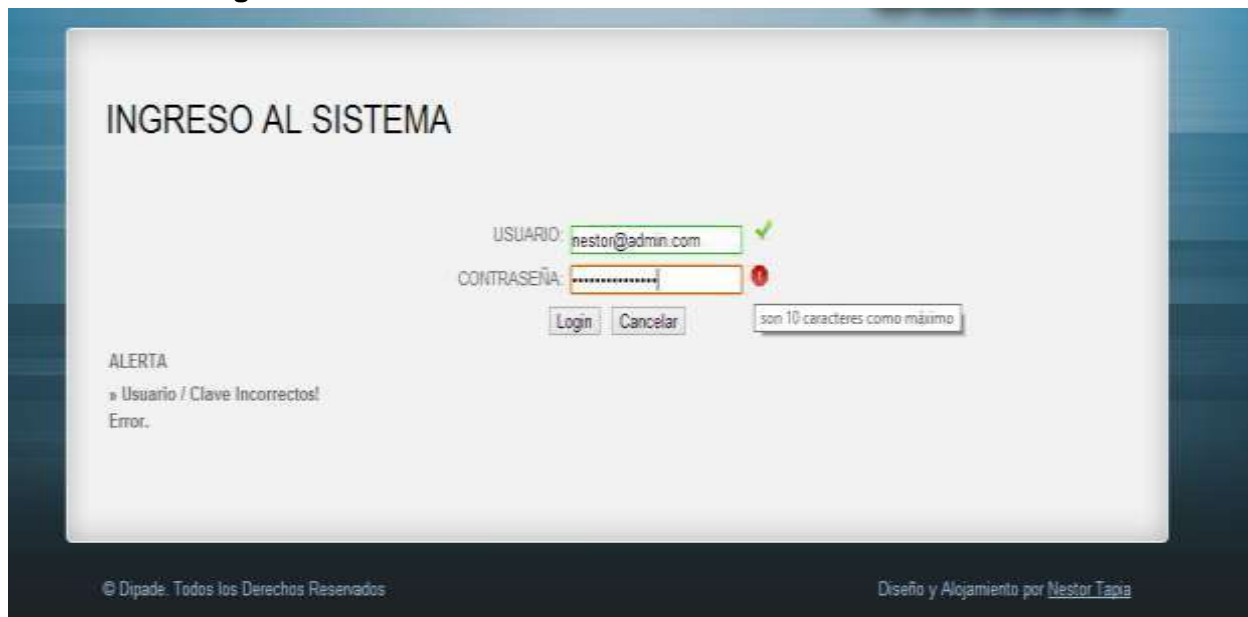 INGRESO AL SISTEMA
USUARIO: nestor@admin.com
CONTRASEÑA: •••••••••••••••
Login Cancelar
son 10 caracteres como máximo
ALERTA
» Usuario / Clave Incorrectos!
Error.
© Dipade. Todos los Derechos Reservados
Diseño y Alojamiento por Nestor Tapia